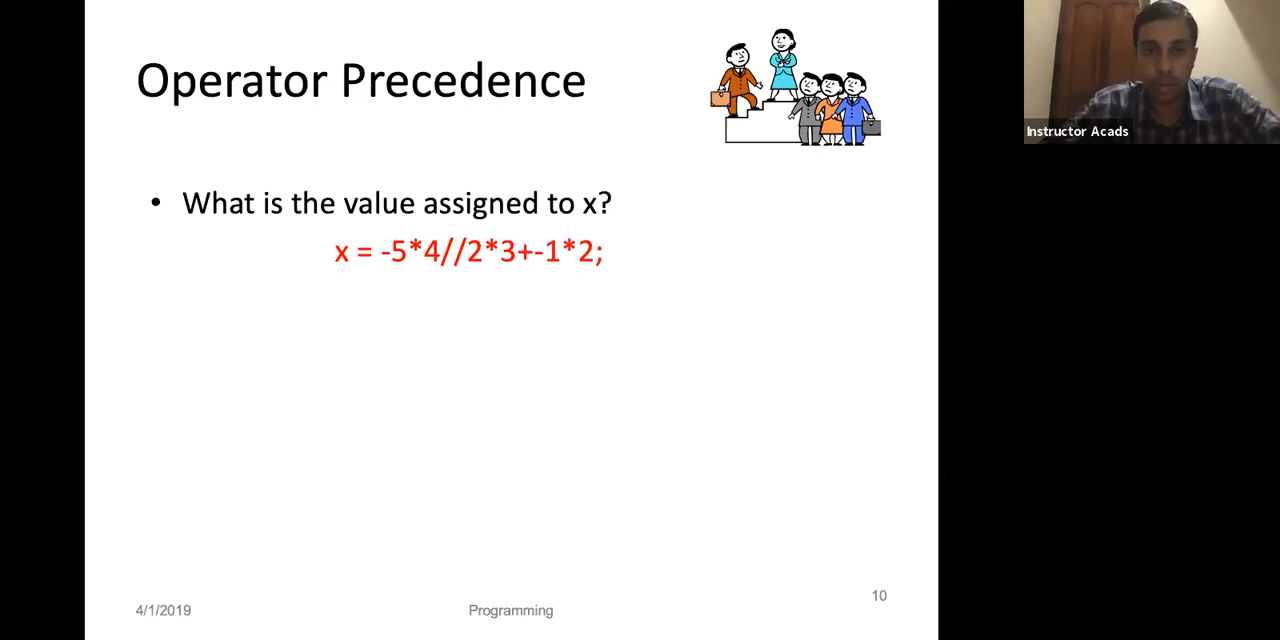 Operator Precedence
Instructor Acads
• What is the value assigned to x?
x = -5*4//2*3+-1*2;
4/1/2019
Programming
10